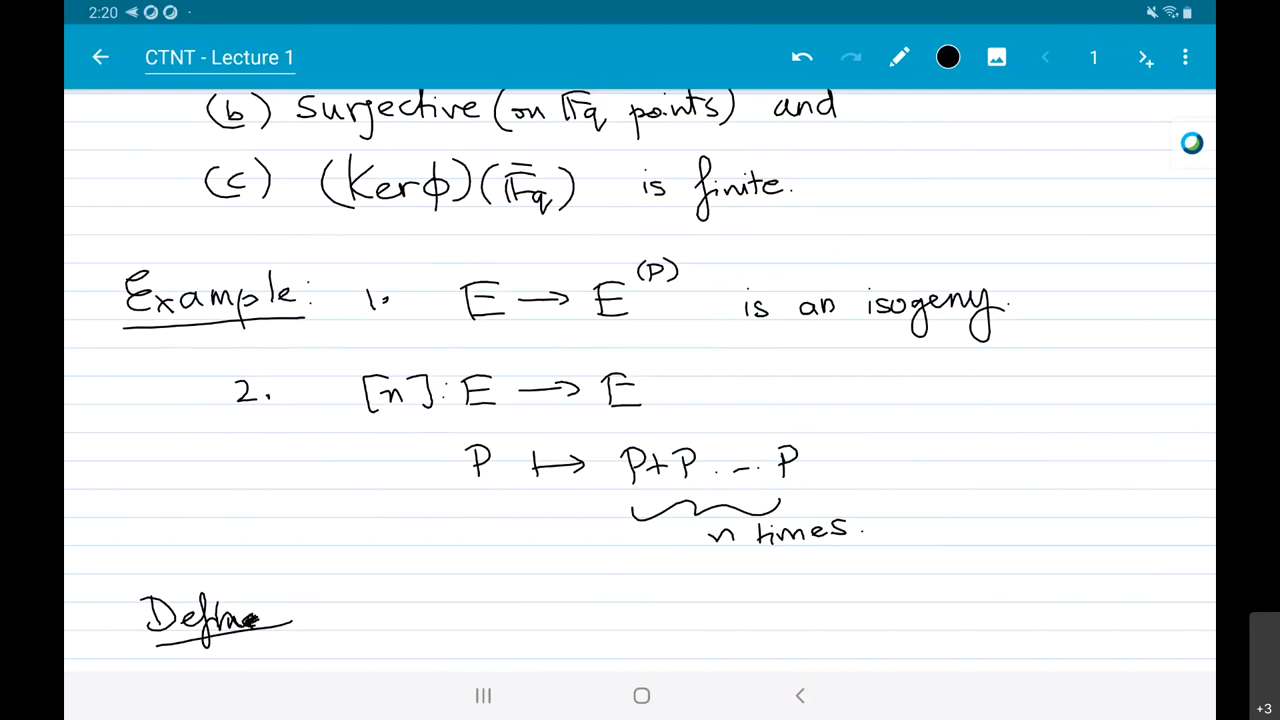 2:20
CTNT - Lecture 1
1
(b) Surjective (on F̄q points) and
(c) (Ker ϕ)(F̄q) is finite.
Example: 1. E → E^(p) is an isogeny.
2. [n]: E → E
P ↦ P+P . -. P
n times.
Define
+3